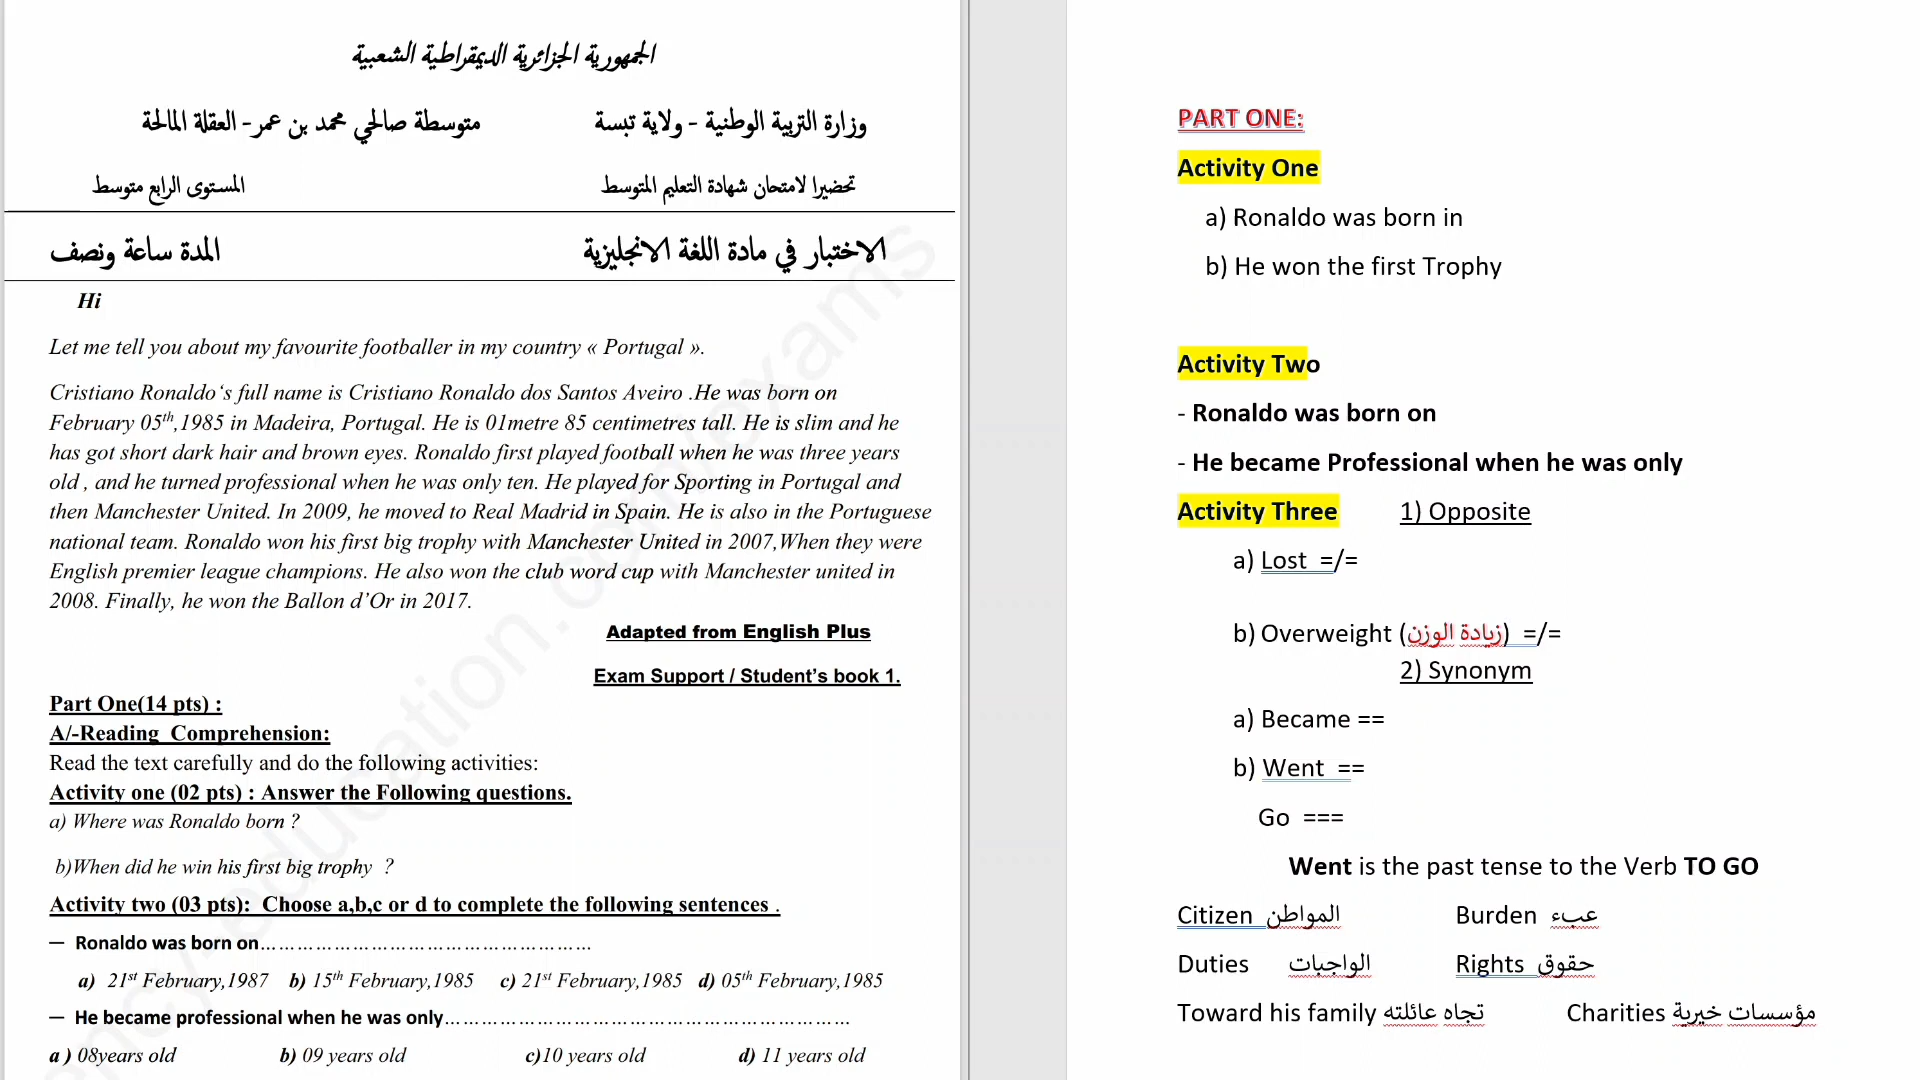 الجمهورية الجزائرية الديمقراطية الشعبية
وزارة التربية الوطنية - ولاية تبسة
متوسطة صالحي محمد بن عمر- العقلة المالحة
تحضيرا لامتحان شهادة التعليم المتوسط
المستوى الرابع متوسط
الاختبار في مادة اللغة الانجليزية
المدة ساعة ونصف
Hi
Let me tell you about my favourite footballer in my country « Portugal ».
Cristiano Ronaldo‘s full name is Cristiano Ronaldo dos Santos Aveiro .He was born on
February 05th,1985 in Madeira, Portugal. He is 01metre 85 centimetres tall. He is slim and he
has got short dark hair and brown eyes. Ronaldo first played football when he was three years
old , and he turned professional when he was only ten. He played for Sporting in Portugal and
then Manchester United. In 2009, he moved to Real Madrid in Spain. He is also in the Portuguese
national team. Ronaldo won his first big trophy with Manchester United in 2007,When they were
English premier league champions. He also won the club word cup with Manchester united in
2008. Finally, he won the Ballon d’Or in 2017.
Adapted from English Plus
Exam Support / Student’s book 1.
Part One(14 pts) :
A/-Reading Comprehension:
Read the text carefully and do the following activities:
Activity one (02 pts) : Answer the Following questions.
a) Where was Ronaldo born ?
b)When did he win his first big trophy ?
Activity two (03 pts): Choose a,b,c or d to complete the following sentences .
— Ronaldo was born on………………………………………………
a) 21st February,1987 b) 15th February,1985 c) 21st February,1985 d) 05th February,1985
— He became professional when he was only…………………………………………………………
a ) 08years old b) 09 years old c)10 years old d) 11 years old
PART ONE:
Activity One
a) Ronaldo was born in
b) He won the first Trophy
Activity Two
- Ronaldo was born on
- He became Professional when he was only
Activity Three 1) Opposite
a) Lost =/=
b) Overweight (زيادة الوزن) =/=
2) Synonym
a) Became ==
b) Went ==
Go ===
Went is the past tense to the Verb TO GO
Citizen المواطن Burden عبء
Duties الواجبات Rights حقوق
Toward his family تجاه عائلته Charities مؤسسات خيرية